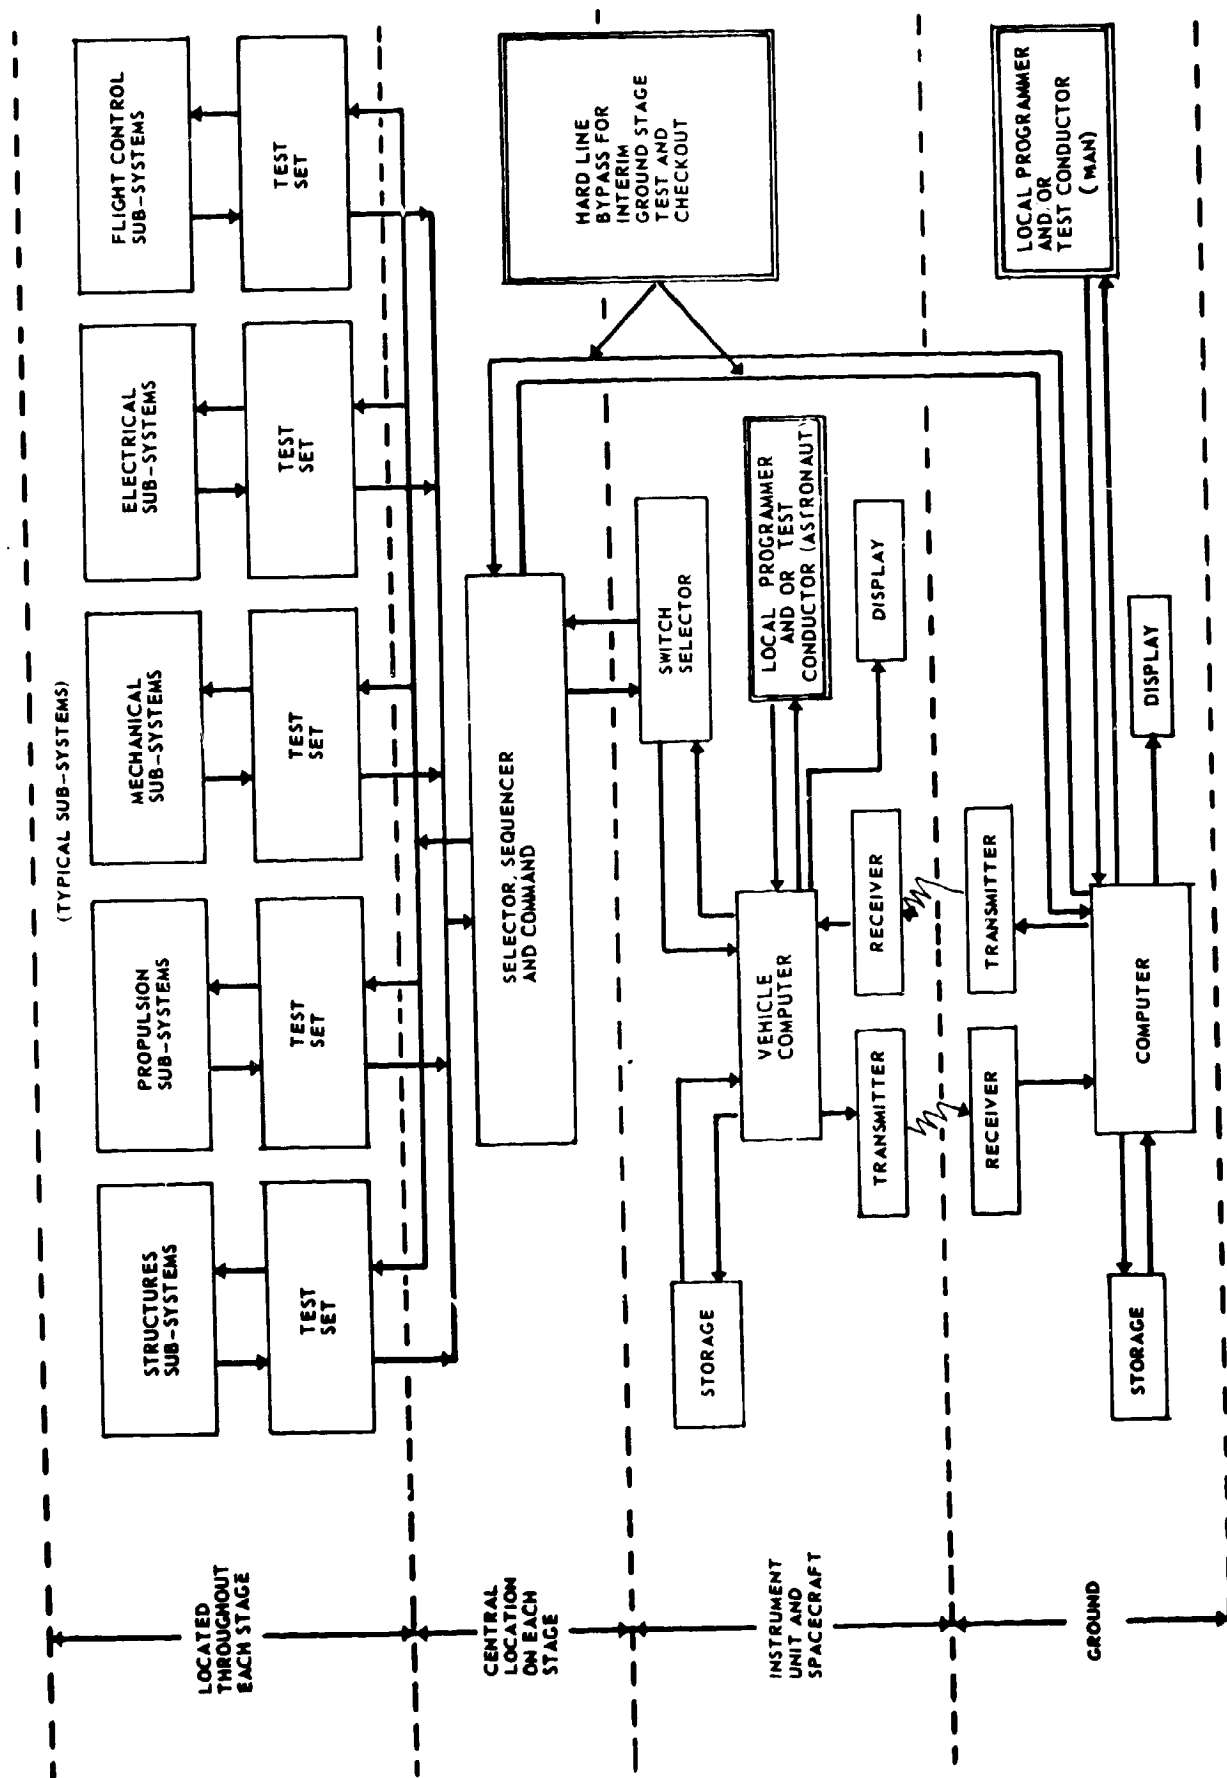 (TYPICAL SUB-SYSTEMS)
LOCATED
THROUGHOUT
EACH STAGE
STRUCTURES
SUB-SYSTEMS
PROPULSION
SUB-SYSTEMS
MECHANICAL
SUB-SYSTEMS
ELECTRICAL
SUB-SYSTEMS
FLIGHT CONTROL
SUB-SYSTEMS
TEST
SET
TEST
SET
TEST
SET
TEST
SET
TEST
SET
CENTRAL
LOCATION
ON EACH
STAGE
SELECTOR, SEQUENCER
AND COMMAND
HARD LINE
BYPASS FOR
INTERIM
GROUND STAGE
TEST AND
CHECKOUT
INSTRUMENT
UNIT AND
SPACECRAFT
STORAGE
VEHICLE
COMPUTER
SWITCH
SELECTOR
LOCAL PROGRAMMER
AND OR TEST
CONDUCTOR (ASTRONAUT
TRANSMITTER
RECEIVER
DISPLAY
GROUND
RECEIVER
TRANSMITTER
STORAGE
COMPUTER
DISPLAY
LOCAL PROGRAMMER
AND/OR
TEST CONDUCTOR
(MAN)